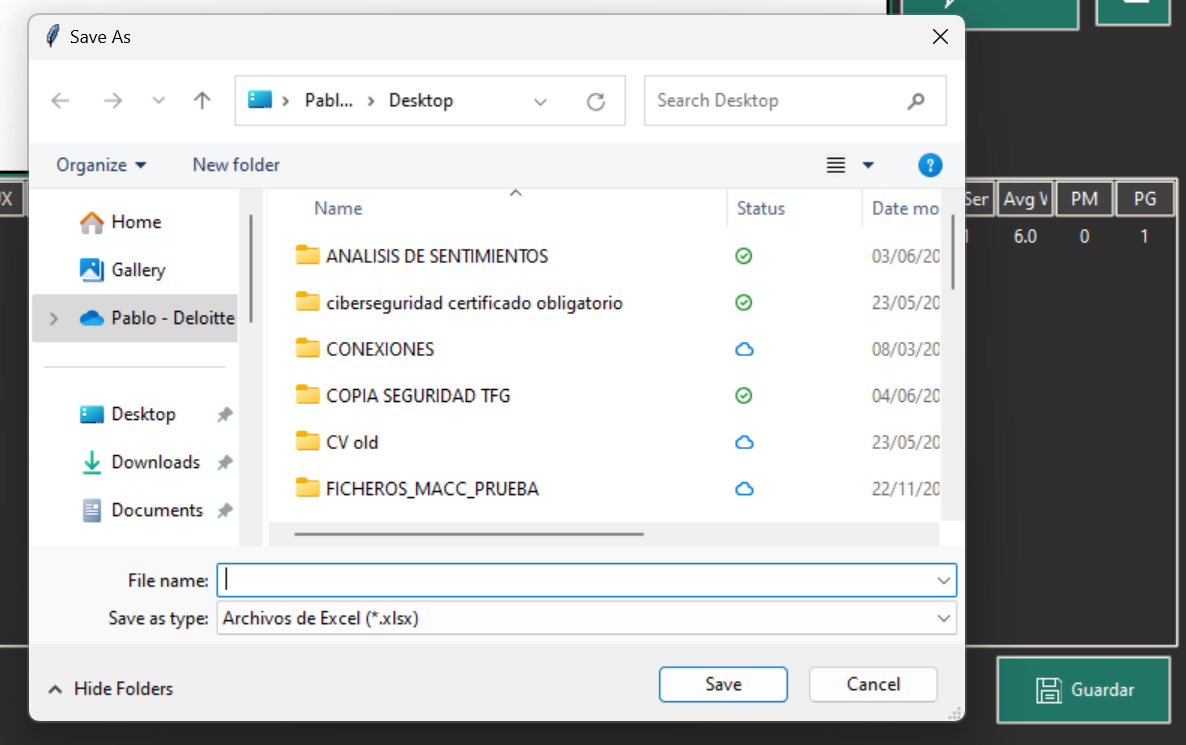 Save As
Pabl... > Desktop
Search Desktop
Organize
New folder
Name
Status
Date mo
Home
Gallery
Pablo - Deloitte
Desktop
Downloads
Documents
ANALISIS DE SENTIMIENTOS 03/06/20
ciberseguridad certificado obligatorio 23/05/20
CONEXIONES 08/03/20
COPIA SEGURIDAD TFG 04/06/20
CV old 23/05/20
FICHEROS_MACC_PRUEBA 22/11/20
File name:
Save as type: Archivos de Excel (*.xlsx)
Hide Folders
Save
Cancel
UX
Ser Avg V PM PG
1 6.0 0 1
Guardar